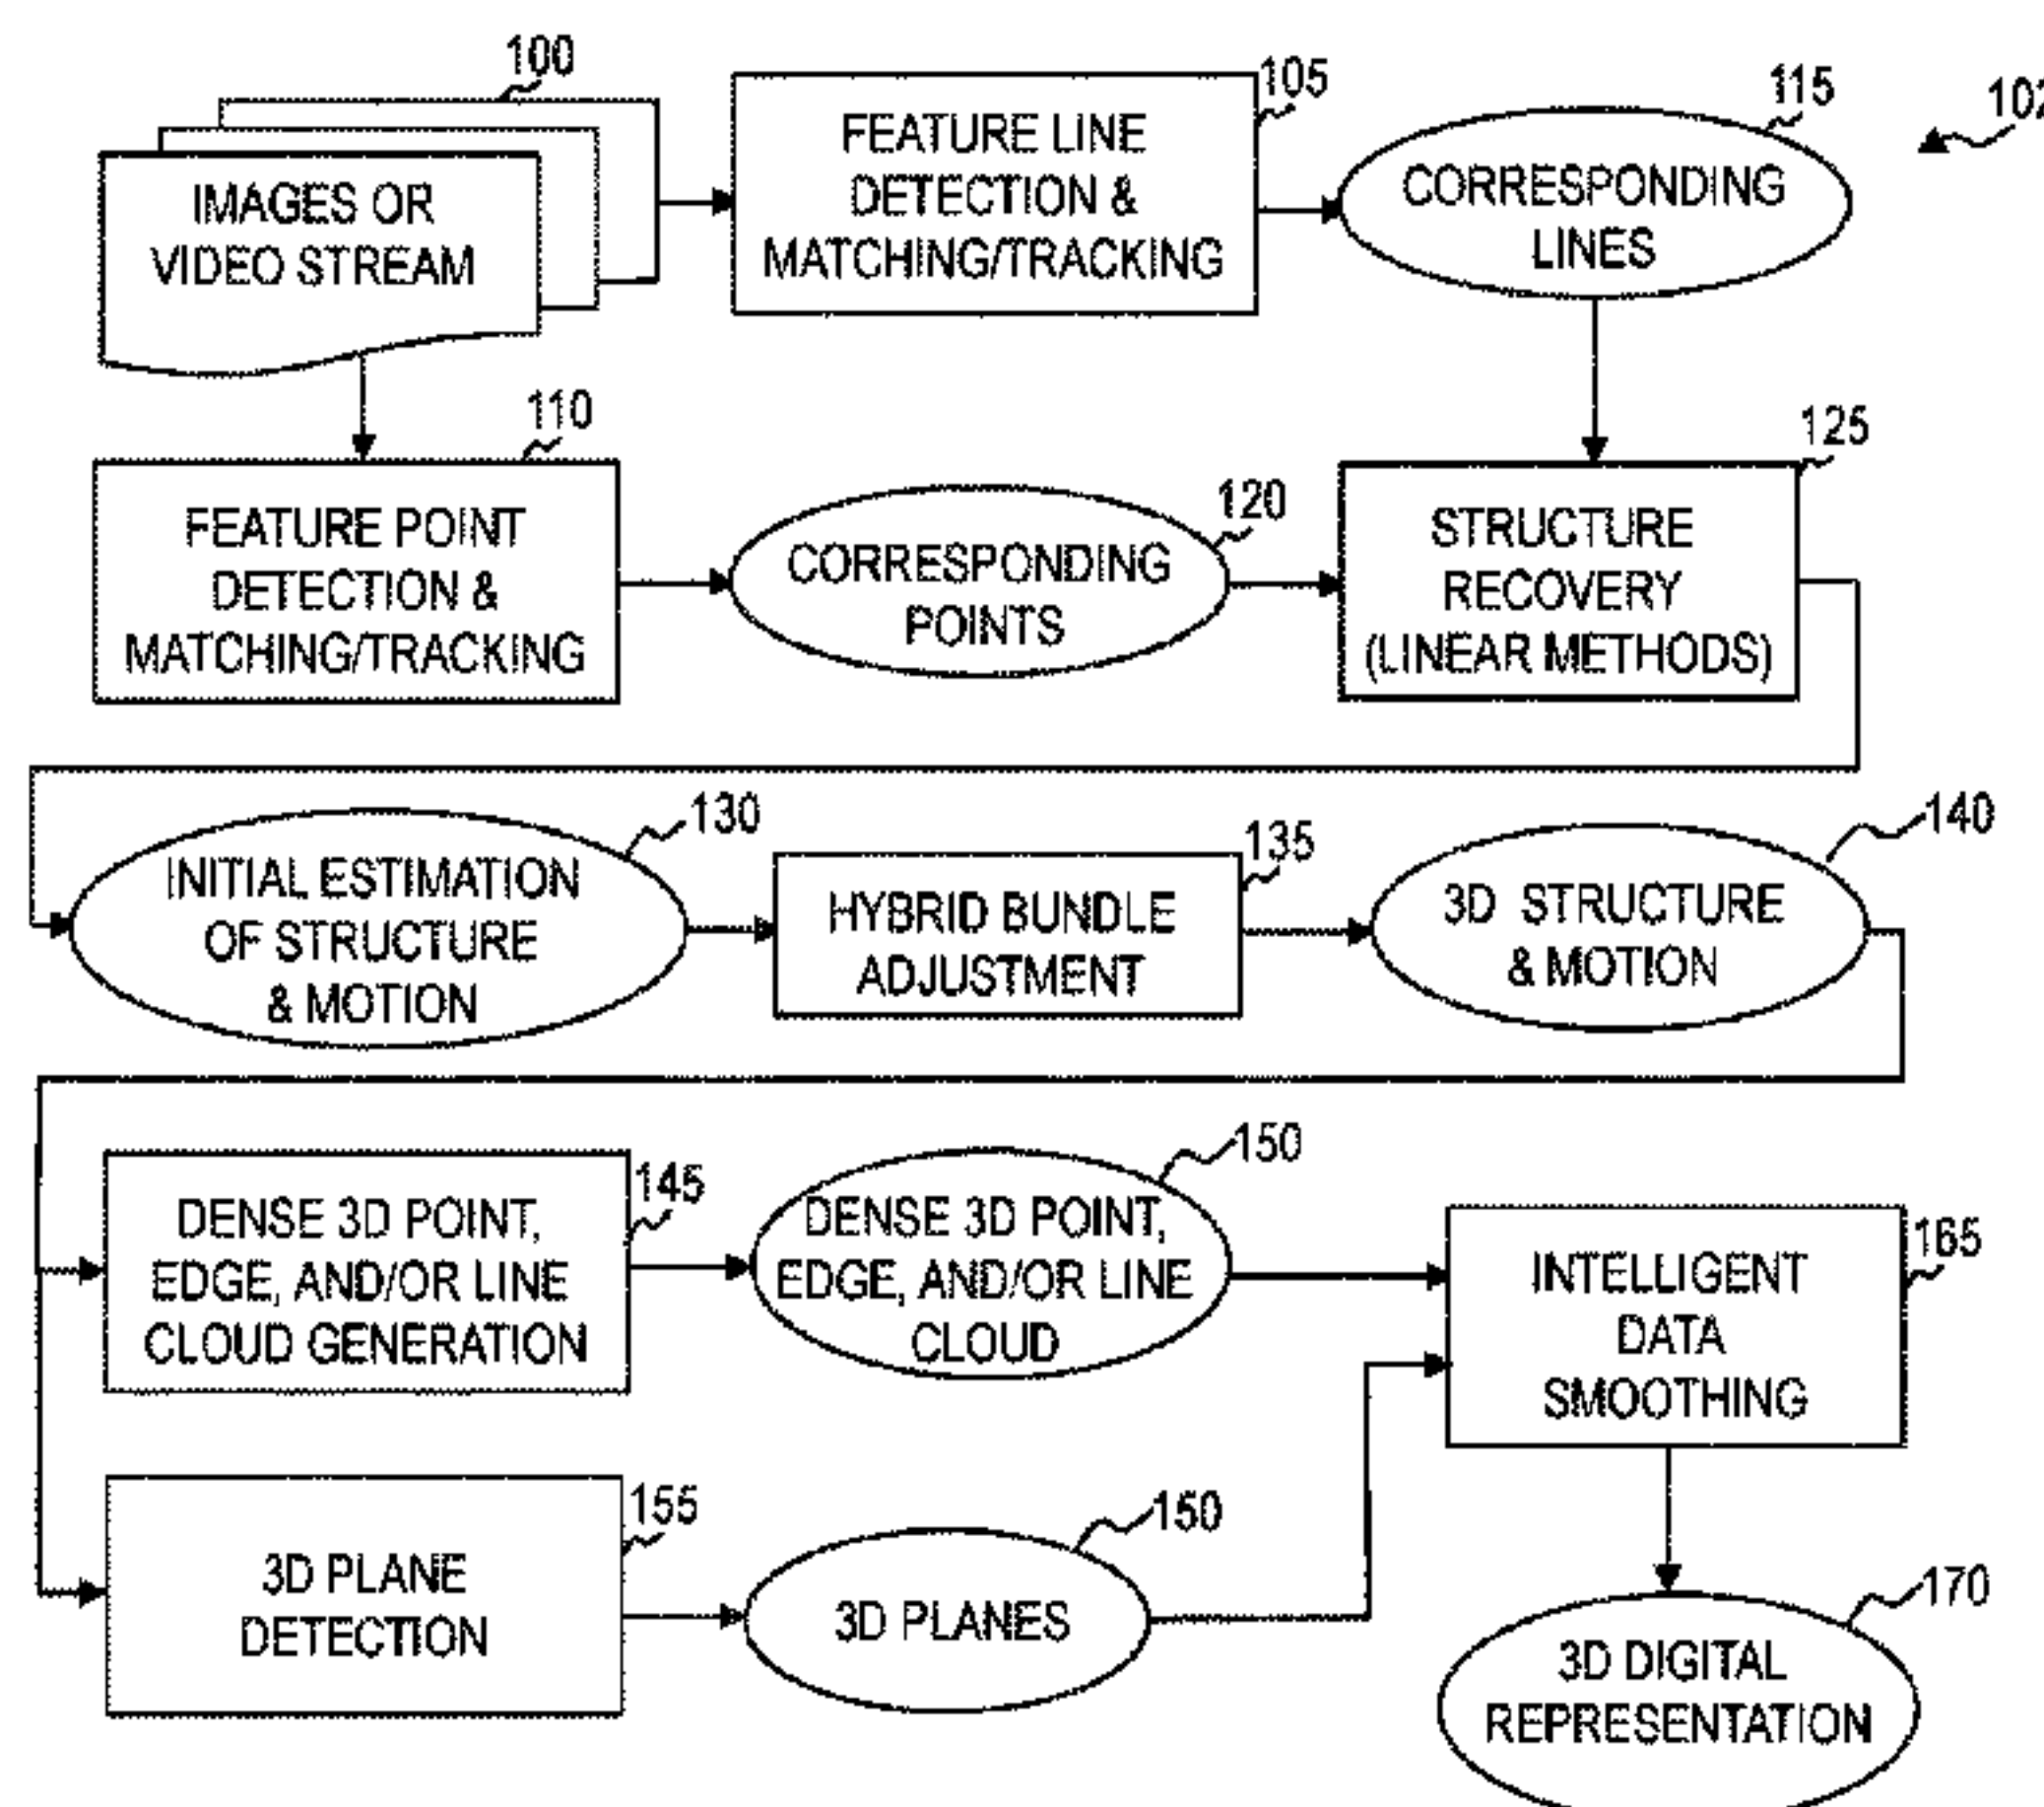 100
IMAGES OR
VIDEO STREAM
105
FEATURE LINE
DETECTION &
MATCHING/TRACKING
115
CORRESPONDING
LINES
102
110
FEATURE POINT
DETECTION &
MATCHING/TRACKING
120
CORRESPONDING
POINTS
125
STRUCTURE
RECOVERY
(LINEAR METHODS)
130
INITIAL ESTIMATION
OF STRUCTURE
& MOTION
135
HYBRID BUNDLE
ADJUSTMENT
140
3D STRUCTURE
& MOTION
145
DENSE 3D POINT,
EDGE, AND/OR LINE
CLOUD GENERATION
150
DENSE 3D POINT,
EDGE, AND/OR LINE
CLOUD
165
INTELLIGENT
DATA
SMOOTHING
155
3D PLANE
DETECTION
150
3D PLANES
170
3D DIGITAL
REPRESENTATION